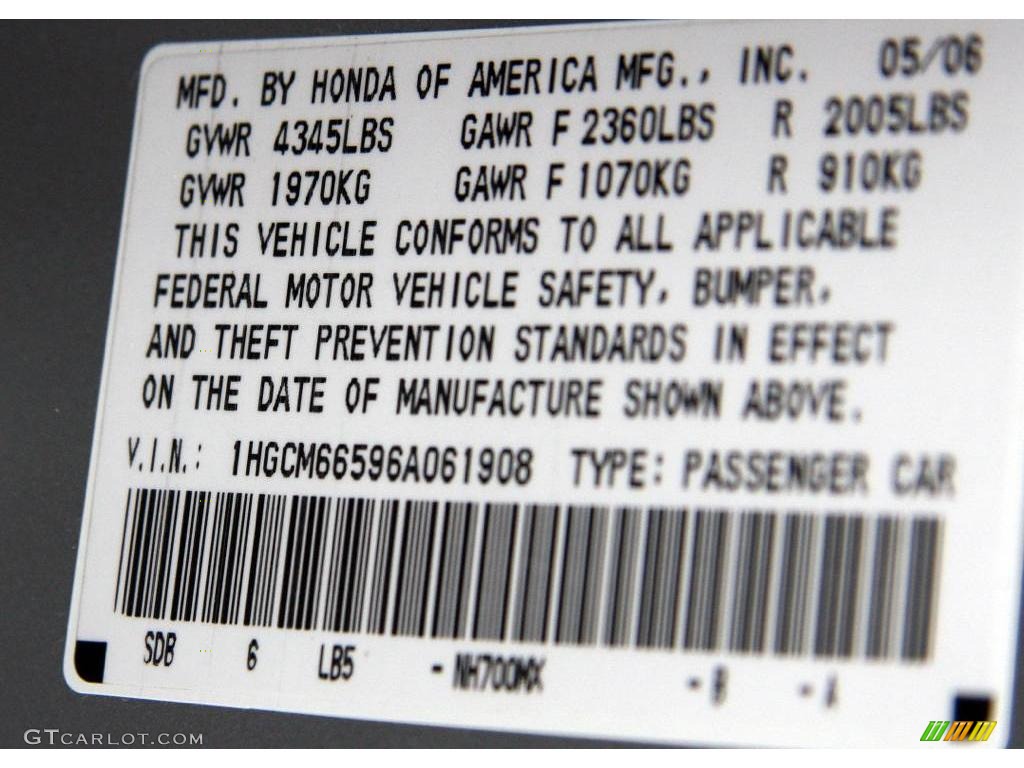 MFD. BY HONDA OF AMERICA MFG., INC. 05/06
GVWR 4345LBS GAWR F 2360LBS R 2005LBS
GVWR 1970KG GAWR F 1070KG R 910KG
THIS VEHICLE CONFORMS TO ALL APPLICABLE
FEDERAL MOTOR VEHICLE SAFETY, BUMPER,
AND THEFT PREVENTION STANDARDS IN EFFECT
ON THE DATE OF MANUFACTURE SHOWN ABOVE.
V.I.N.: 1HGCM66596A061908 TYPE: PASSENGER CAR
SDB 6 LB5 - NH700MX - B - A
GTCARLOT.COM